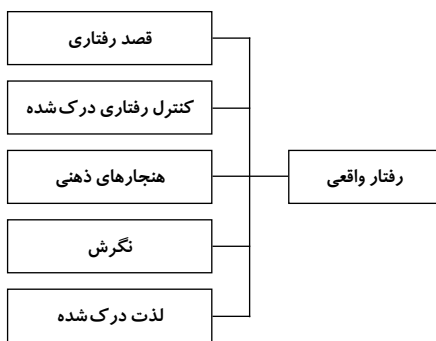 قصد رفتاری
کنترل رفتاری درک‌شده
هنجارهای ذهنی
رفتار واقعی
نگرش
لذت درک‌شده